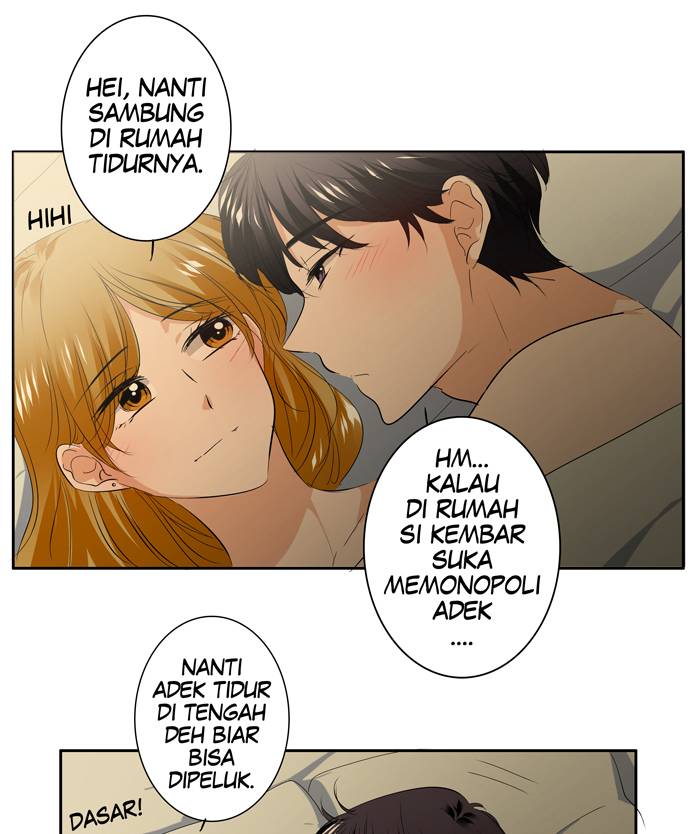 HEI, NANTI
SAMBUNG
DI RUMAH
TIDURNYA.
HIHI
HM...
KALAU
DI RUMAH
SI KEMBAR
SUKA
MEMONOPOLI
ADEK
....
NANTI
ADEK TIDUR
DI TENGAH
DEH BIAR
BISA
DIPELUK.
DASAR!